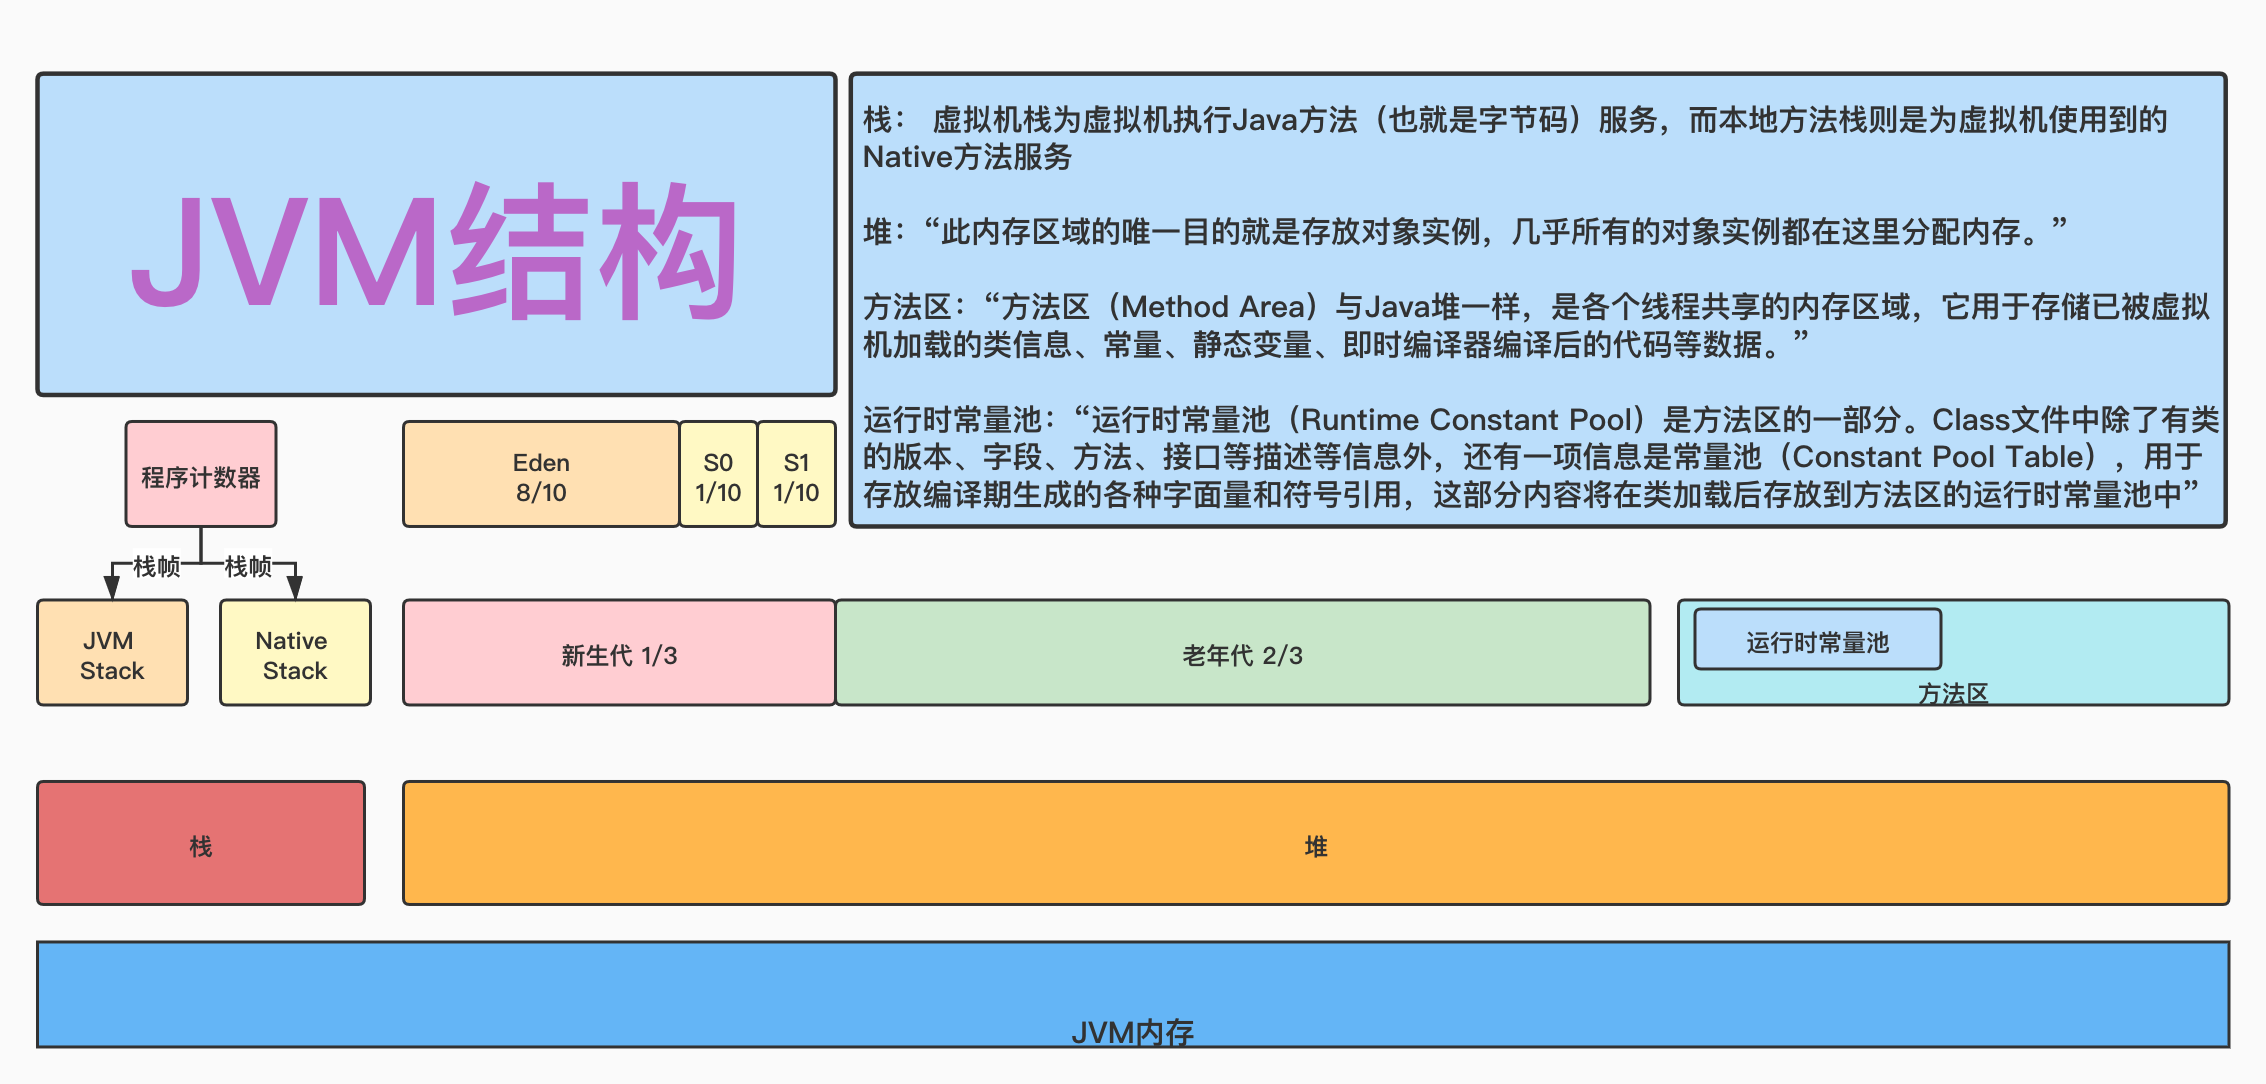 JVM结构
栈： 虚拟机栈为虚拟机执行Java方法（也就是字节码）服务，而本地方法栈则是为虚拟机使用到的
Native方法服务
堆：“此内存区域的唯一目的就是存放对象实例，几乎所有的对象实例都在这里分配内存。”
方法区：“方法区（Method Area）与Java堆一样，是各个线程共享的内存区域，它用于存储已被虚拟
机加载的类信息、常量、静态变量、即时编译器编译后的代码等数据。”
运行时常量池：“运行时常量池（Runtime Constant Pool）是方法区的一部分。Class文件中除了有类
的版本、字段、方法、接口等描述等信息外，还有一项信息是常量池（Constant Pool Table），用于
存放编译期生成的各种字面量和符号引用，这部分内容将在类加载后存放到方法区的运行时常量池中”
程序计数器
Eden
8/10
S0
1/10
S1
1/10
栈帧
栈帧
JVM
Stack
Native
Stack
新生代 1/3
老年代 2/3
运行时常量池
方法区
栈
堆
JVM内存